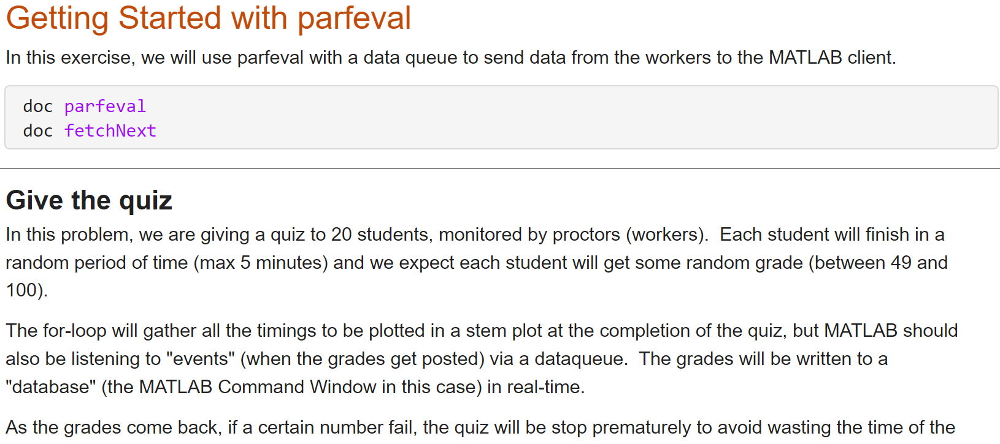 Getting Started with parfeval
In this exercise, we will use parfeval with a data queue to send data from the workers to the MATLAB client.
doc parfeval
doc fetchNext
Give the quiz
In this problem, we are giving a quiz to 20 students, monitored by proctors (workers).  Each student will finish in a
random period of time (max 5 minutes) and we expect each student will get some random grade (between 49 and
100).
The for-loop will gather all the timings to be plotted in a stem plot at the completion of the quiz, but MATLAB should
also be listening to "events" (when the grades get posted) via a dataqueue.  The grades will be written to a
"database" (the MATLAB Command Window in this case) in real-time.
As the grades come back, if a certain number fail, the quiz will be stop prematurely to avoid wasting the time of the